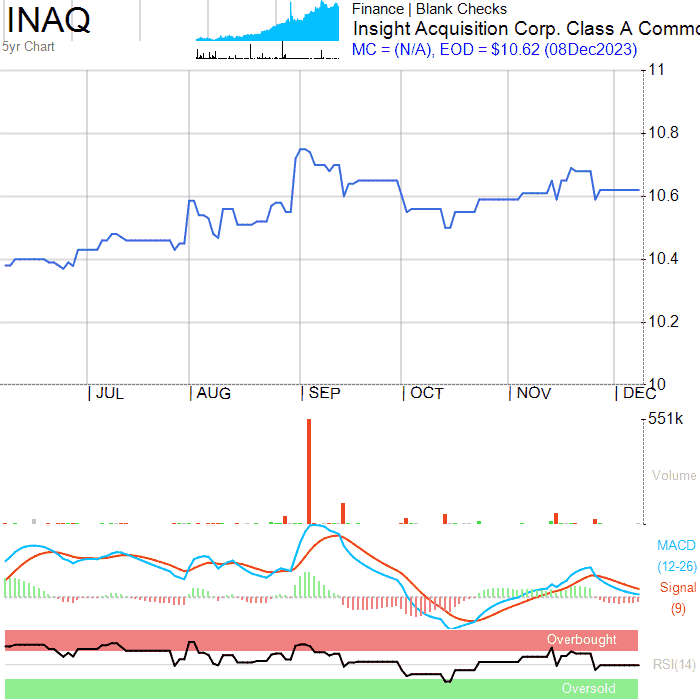 INAQ
5yr Chart
Finance | Blank Checks
Insight Acquisition Corp. Class A Commo
MC = (N/A), EOD = $10.62 (08Dec2023)
11
10.8
10.6
10.4
10.2
10
JUL AUG SEP OCT NOV DEC
551k
Volume
MACD
(12-26)
Signal
(9)
Overbought
RSI(14)
Oversold